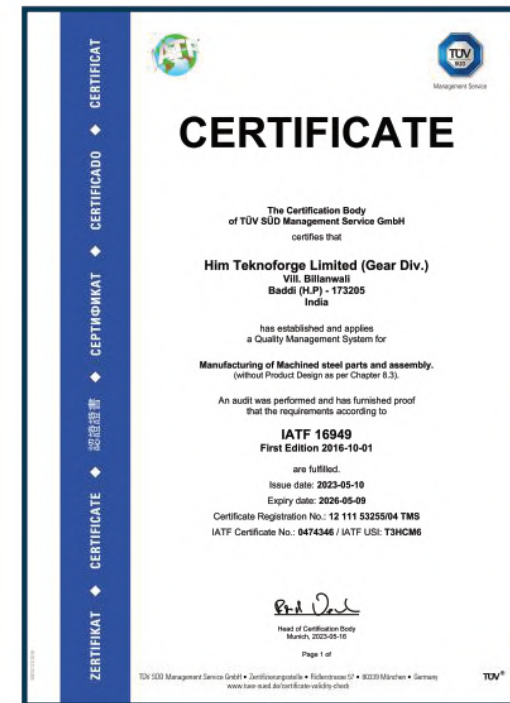 IATF
TÜV
SÜD
Management Service
CERTIFICATE
The Certification Body
of TÜV SÜD Management Service GmbH
certifies that
Him Teknoforge Limited (Gear Div.)
Vill. Billanwali
Baddi (H.P) - 173205
India
has established and applies
a Quality Management System for
Manufacturing of Machined steel parts and assembly.
(without Product Design as per Chapter 8.3).
An audit was performed and has furnished proof
that the requirements according to
IATF 16949
First Edition 2016-10-01
are fulfilled.
Issue date: 2023-05-10
Expiry date: 2026-05-09
Certificate Registration No.: 12 111 53255/04 TMS
IATF Certificate No.: 0474346 / IATF USI: T3HCM6
Head of Certification Body
Munich, 2023-05-16
Page 1 of
TÜV SÜD Management Service GmbH • Zertifizierungsstelle • Ridlerstrasse 57 • 80339 München • Germany
www.tuev-sued.de/certificate-validity-check
TÜV®
ZERTIFIKAT ◆ CERTIFICATE ◆ 認證證書 ◆ СЕРТИФИКАТ ◆ CERTIFICADO ◆ CERTIFICAT